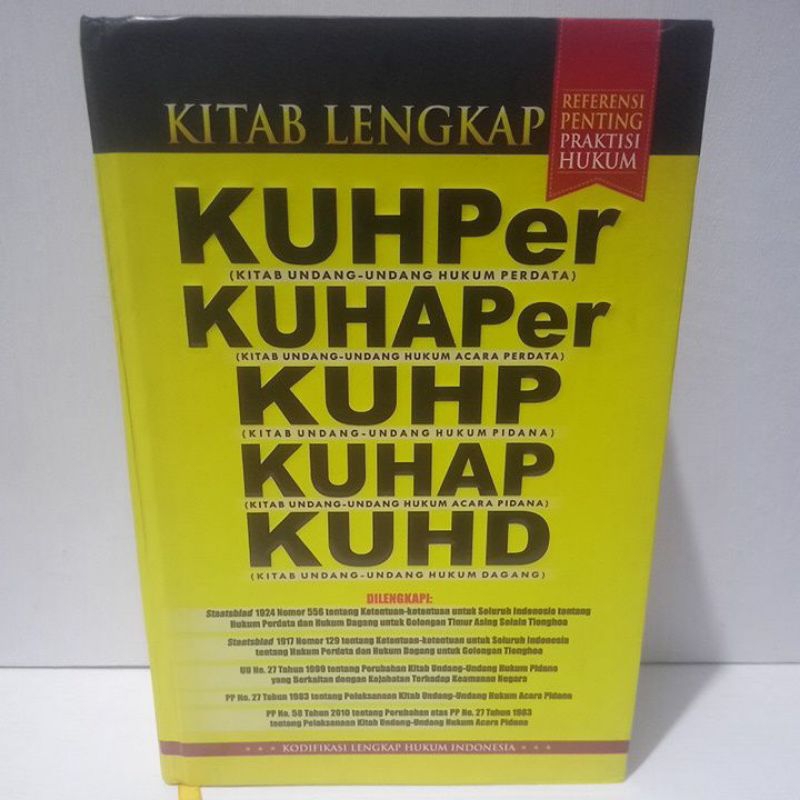 KITAB LENGKAP
REFERENSI
PENTING
PRAKTISI
HUKUM
KUHPer
(KITAB UNDANG-UNDANG HUKUM PERDATA)
KUHAPer
(KITAB UNDANG-UNDANG HUKUM ACARA PERDATA)
KUHP
(KITAB UNDANG-UNDANG HUKUM PIDANA)
KUHAP
(KITAB UNDANG-UNDANG HUKUM ACARA PIDANA)
KUHD
(KITAB UNDANG-UNDANG HUKUM DAGANG)
DILENGKAPI:
Staatsblad 1924 Nomor 556 tentang Ketentuan-ketentuan untuk Seluruh Indonesia tentang
Hukum Perdata dan Hukum Dagang untuk Golongan Timur Asing Selain Tionghoa
Staatsblad 1917 Nomor 129 tentang Ketentuan-ketentuan untuk Seluruh Indonesia
tentang Hukum Perdata dan Hukum Dagang untuk Golongan Tionghoa
UU No. 27 Tahun 1999 tentang Perubahan Kitab Undang-Undang Hukum Pidana
yang Berkaitan dengan Kejahatan Terhadap Keamanan Negara
PP No. 27 Tahun 1983 tentang Pelaksanaan Kitab Undang-Undang Hukum Acara Pidana
PP No. 58 Tahun 2010 tentang Perubahan atas PP No. 27 Tahun 1983
tentang Pelaksanaan Kitab Undang-Undang Hukum Acara Pidana
KODIFIKASI LENGKAP HUKUM INDONESIA